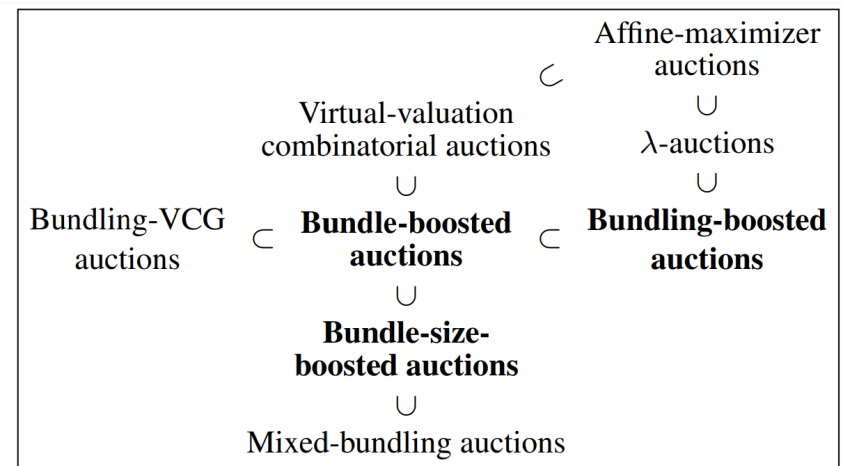 Affine-maximizer
auctions
⊂
Virtual-valuation
combinatorial auctions
∪
λ-auctions
∪
∪
Bundling-VCG
auctions
⊂
Bundle-boosted
auctions
⊂
Bundling-boosted
auctions
∪
Bundle-size-
boosted auctions
∪
Mixed-bundling auctions